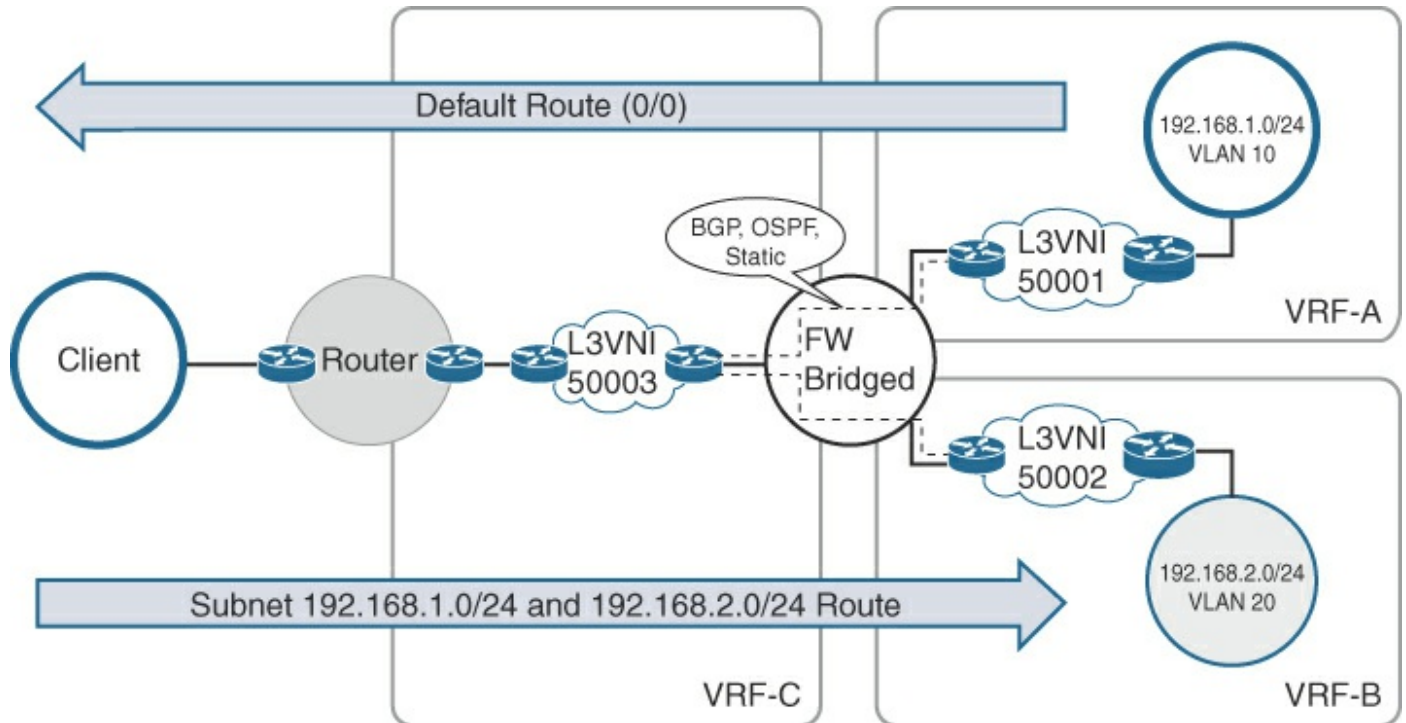 Default Route (0/0)
192.168.1.0/24
VLAN 10
BGP, OSPF,
Static
L3VNI
50001
VRF-A
Client
Router
L3VNI
50003
FW
Bridged
L3VNI
50002
192.168.2.0/24
VLAN 20
Subnet 192.168.1.0/24 and 192.168.2.0/24 Route
VRF-C
VRF-B